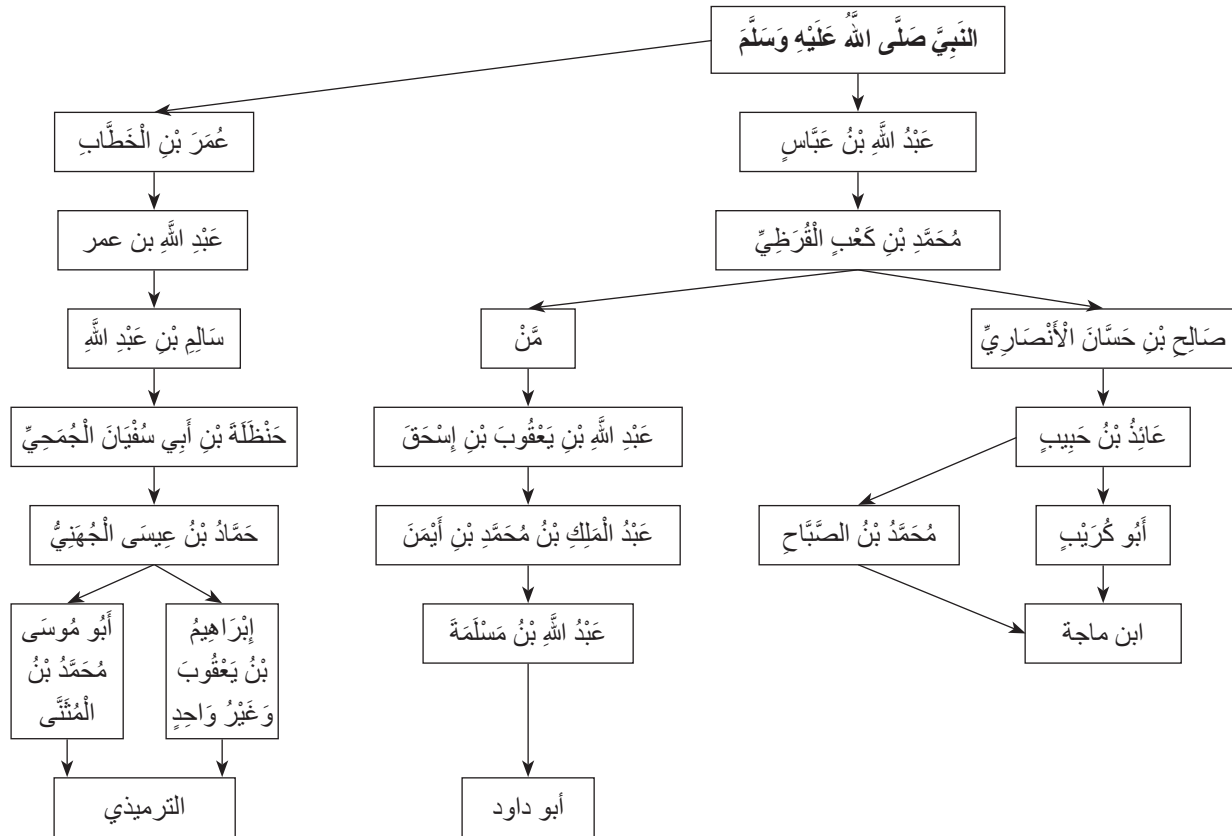 النَبِيَّ صَلَّى اللَّهُ عَلَيْهِ وَسَلَّمَ
عَبْدُ اللَّهِ بْنُ عَبَّاسٍ
عُمَرَ بْنِ الْخَطَّابِ
مُحَمَّدِ بْنِ كَعْبٍ الْقُرَظِيِّ
عَبْدِ اللَّهِ بن عمر
صَالِحِ بْنِ حَسَّانَ الْأَنْصَارِيِّ
مَّنْ
سَالِمِ بْنِ عَبْدِ اللَّهِ
عَائِذُ بْنُ حَبِيبٍ
عَبْدِ اللَّهِ بْنِ يَعْقُوبَ بْنِ إِسْحَقَ
حَنْظَلَةَ بْنِ أَبِي سُفْيَانَ الْجُمَحِيِّ
أَبُو كُرَيْبٍ
مُحَمَّدُ بْنُ الصَّبَّاحِ
عَبْدُ الْمَلِكِ بْنُ مُحَمَّدِ بْنِ أَيْمَنَ
حَمَّادُ بْنُ عِيسَى الْجُهَنِيُّ
ابن ماجة
عَبْدُ اللَّهِ بْنُ مَسْلَمَةَ
إِبْرَاهِيمُ
بْنُ يَعْقُوبَ
وَغَيْرُ وَاحِدٍ
أَبُو مُوسَى
مُحَمَّدُ بْنُ
الْمُثَنَّى
أبو داود
الترميذي